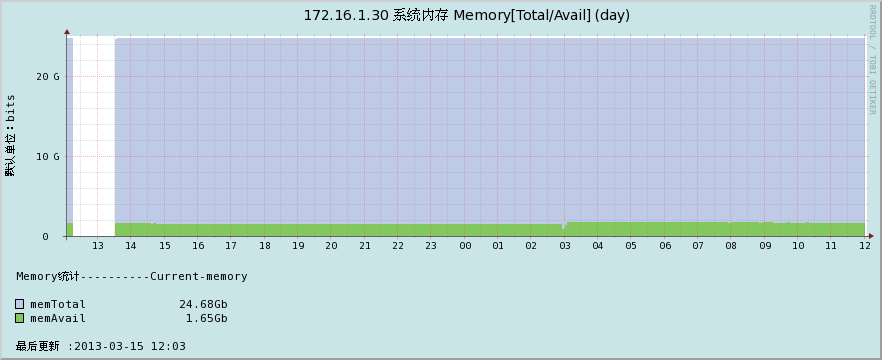 172.16.1.30 系统内存 Memory[Total/Avail] (day)
RRDTOOL / TOBI OETIKER
默认单位：bits
20 G
10 G
0
13 14 15 16 17 18 19 20 21 22 23 00 01 02 03 04 05 06 07 08 09 10 11 12
Memory统计----------Current-memory
memTotal 24.68Gb
memAvail 1.65Gb
最后更新 :2013-03-15 12:03